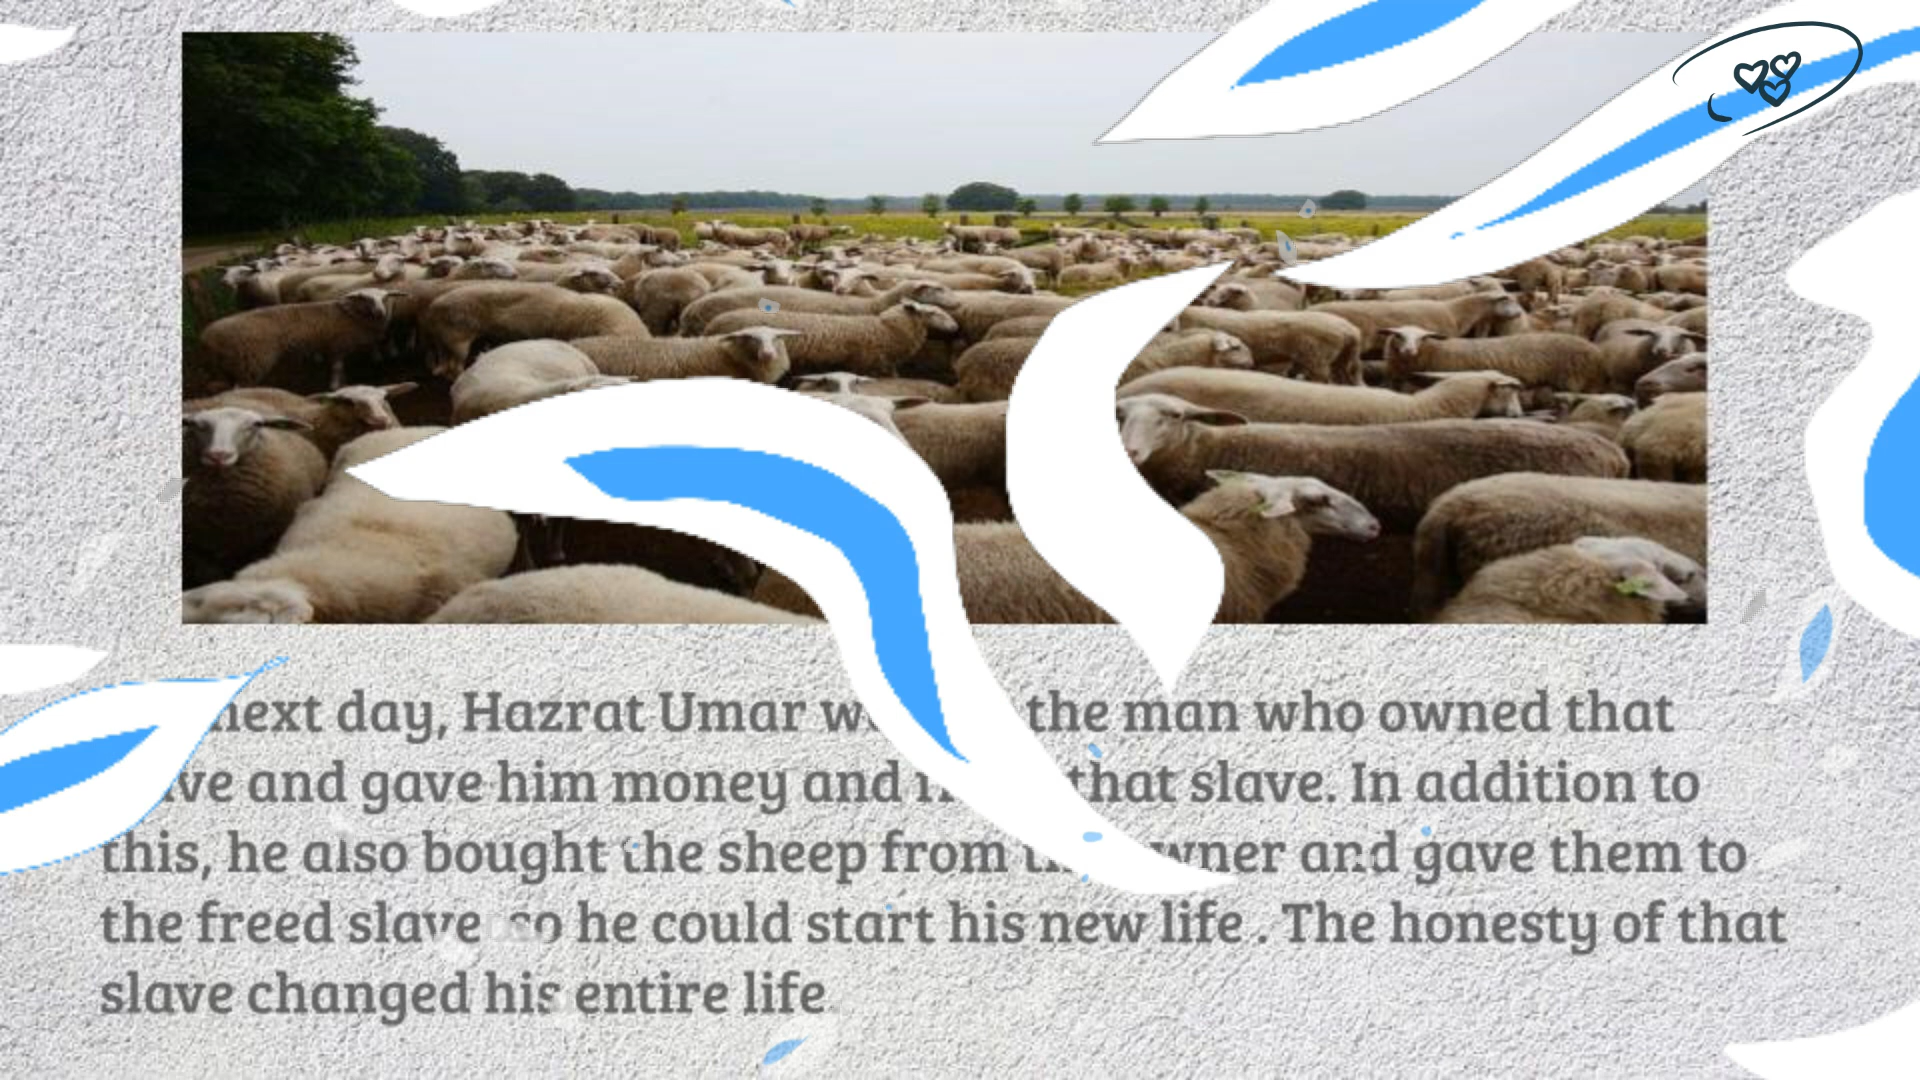 next day, Hazrat Umar the man who owned that
and gave him money and that slave. In addition to
this, he also bought the sheep from and gave them to
the freed slave so he could start his new life . The honesty of that
slave changed his entire life